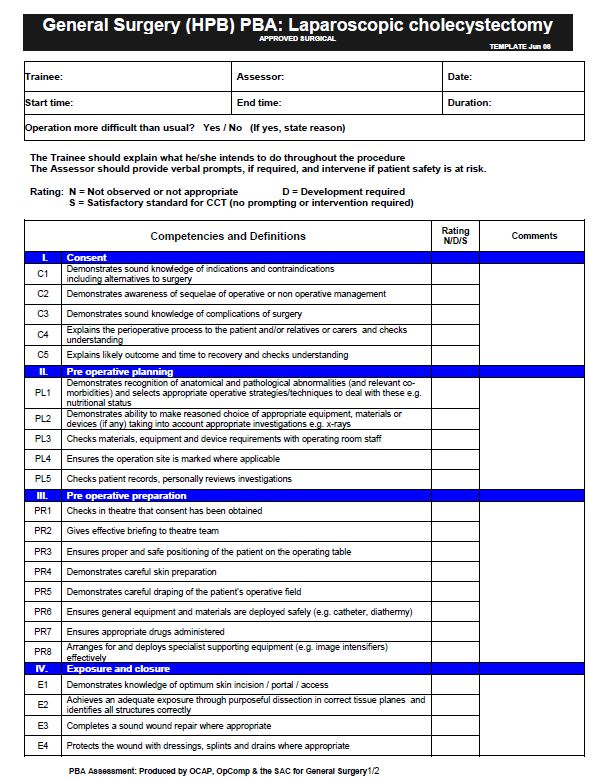 General Surgery (HPB) PBA: Laparoscopic cholecystectomy
APPROVED SURGICAL
TEMPLATE Jun 08
Trainee: Assessor: Date:
Start time: End time: Duration:
Operation more difficult than usual? Yes / No (If yes, state reason)
The Trainee should explain what he/she intends to do throughout the procedure
The Assessor should provide verbal prompts, if required, and intervene if patient safety is at risk.
Rating: N = Not observed or not appropriate D = Development required
S = Satisfactory standard for CCT (no prompting or intervention required)
Competencies and Definitions Rating N/D/S Comments
I. Consent
C1 Demonstrates sound knowledge of indications and contraindications
including alternatives to surgery
C2 Demonstrates awareness of sequelae of operative or non operative management
C3 Demonstrates sound knowledge of complications of surgery
C4 Explains the perioperative process to the patient and/or relatives or carers and checks
understanding
C5 Explains likely outcome and time to recovery and checks understanding
II. Pre operative planning
PL1 Demonstrates recognition of anatomical and pathological abnormalities (and relevant co-
morbidities) and selects appropriate operative strategies/techniques to deal with these e.g.
nutritional status
PL2 Demonstrates ability to make reasoned choice of appropriate equipment, materials or
devices (if any) taking into account appropriate investigations e.g. x-rays
PL3 Checks materials, equipment and device requirements with operating room staff
PL4 Ensures the operation site is marked where applicable
PL5 Checks patient records, personally reviews investigations
III. Pre operative preparation
PR1 Checks in theatre that consent has been obtained
PR2 Gives effective briefing to theatre team
PR3 Ensures proper and safe positioning of the patient on the operating table
PR4 Demonstrates careful skin preparation
PR5 Demonstrates careful draping of the patient's operative field
PR6 Ensures general equipment and materials are deployed safely (e.g. catheter, diathermy)
PR7 Ensures appropriate drugs administered
PR8 Arranges for and deploys specialist supporting equipment (e.g. image intensifiers)
effectively
IV. Exposure and closure
E1 Demonstrates knowledge of optimum skin incision / portal / access
E2 Achieves an adequate exposure through purposeful dissection in correct tissue planes and
identifies all structures correctly
E3 Completes a sound wound repair where appropriate
E4 Protects the wound with dressings, splints and drains where appropriate
PBA Assessment: Produced by OCAP, OpComp & the SAC for General Surgery1/2